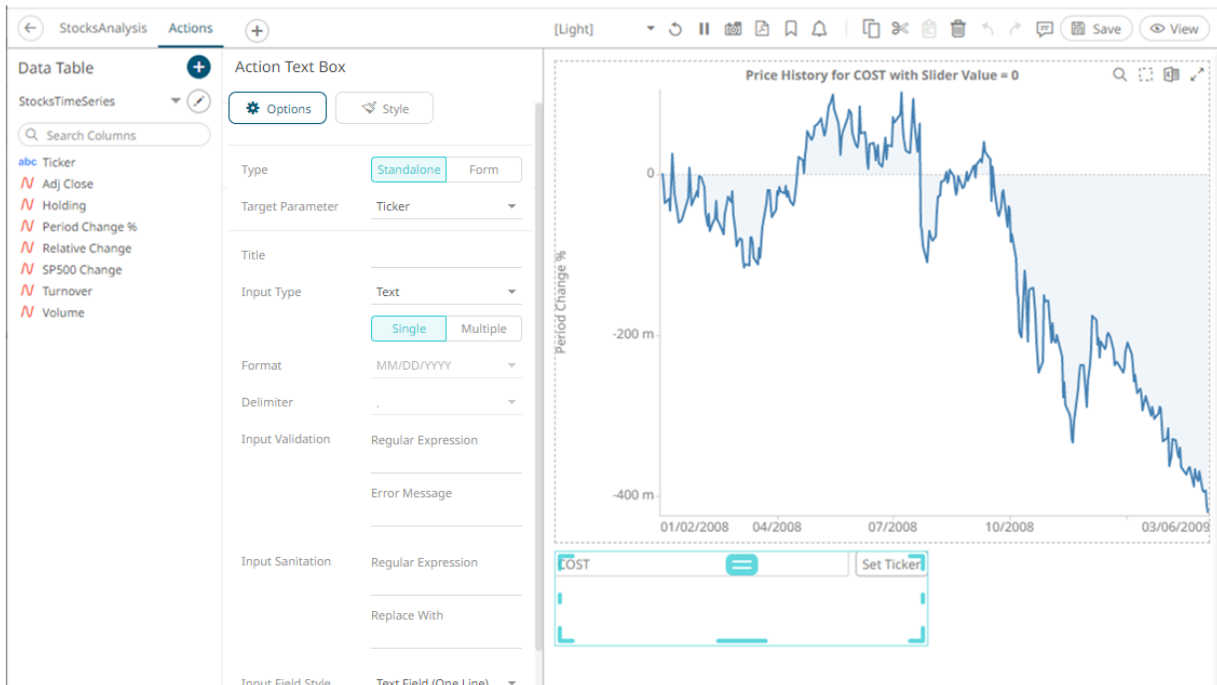 StocksAnalysis Actions [Light] Save View
Data Table
StocksTimeSeries
Search Columns
abc Ticker
Adj Close
Holding
Period Change %
Relative Change
SP500 Change
Turnover
Volume
Action Text Box
Options Style
Type Standalone Form
Target Parameter Ticker
Title
Input Type Text
Single Multiple
Format MM/DD/YYYY
Delimiter ,
Input Validation Regular Expression
Error Message
Input Sanitation Regular Expression
Replace With
Input Field Style Text Field (One Line)
Price History for COST with Slider Value = 0
Period Change %
0
-200 m
-400 m
01/02/2008 04/2008 07/2008 10/2008 03/06/2009
COST Set Ticker